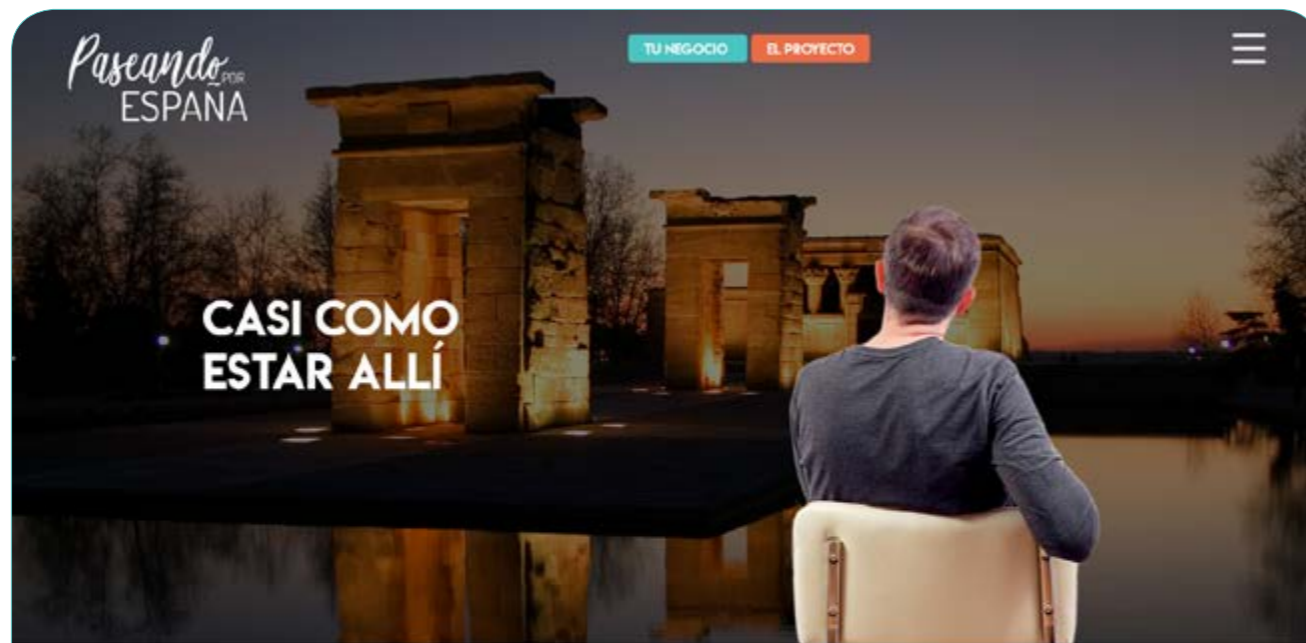 Paseando POR
ESPAÑA
TU NEGOCIO
EL PROYECTO
CASI COMO
ESTAR ALLÍ